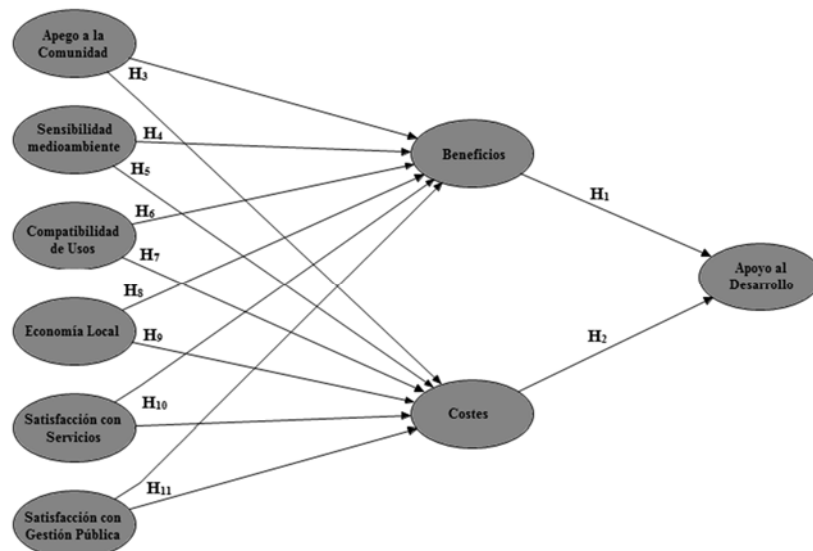 Apego a la
Comunidad
H3
Sensibilidad
medioambiente
H4
H5
Compatibilidad
de Usos
H6
H7
Economía Local
H8
H9
Satisfacción con
Servicios
H10
Satisfacción con
Gestión Pública
H11
Beneficios
Costes
H1
H2
Apoyo al
Desarrollo